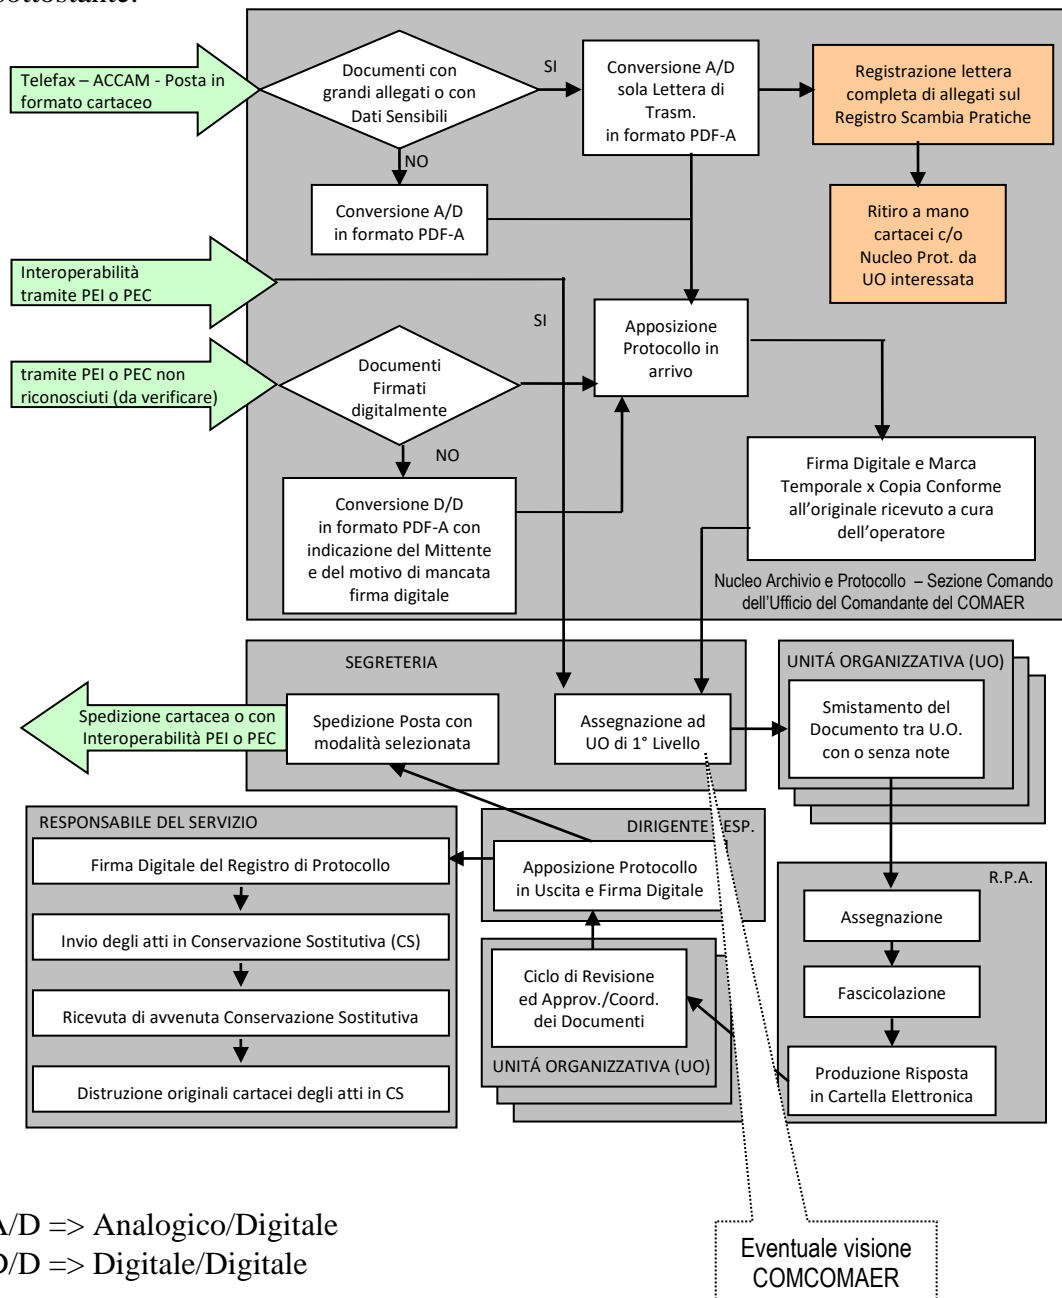 sottostante.
Telefax – ACCAM - Posta in
formato cartaceo
Documenti con
grandi allegati o con
Dati Sensibili
SI
Conversione A/D
sola Lettera di
Trasm.
in formato PDF-A
Registrazione lettera
completa di allegati sul
Registro Scambia Pratiche
NO
Conversione A/D
in formato PDF-A
Ritiro a mano
cartacei c/o
Nucleo Prot. da
UO interessata
Interoperabilità
tramite PEI o PEC
SI
Apposizione
Protocollo in
arrivo
tramite PEI o PEC non
riconosciuti (da verificare)
Documenti
Firmati
digitalmente
NO
Conversione D/D
in formato PDF-A con
indicazione del Mittente
e del motivo di mancata
firma digitale
Firma Digitale e Marca
Temporale x Copia Conforme
all’originale ricevuto a cura
dell’operatore
Nucleo Archivio e Protocollo – Sezione Comando
dell’Ufficio del Comandante del COMAER
SEGRETERIA
UNITÁ ORGANIZZATIVA (UO)
Spedizione cartacea o con
Interoperabilità PEI o PEC
Spedizione Posta con
modalità selezionata
Assegnazione ad
UO di 1° Livello
Smistamento del
Documento tra U.O.
con o senza note
RESPONSABILE DEL SERVIZIO
Firma Digitale del Registro di Protocollo
Invio degli atti in Conservazione Sostitutiva (CS)
Ricevuta di avvenuta Conservazione Sostitutiva
Distruzione originali cartacei degli atti in CS
DIRIGENTE ESP.
Apposizione Protocollo
in Uscita e Firma Digitale
Ciclo di Revisione
ed Approv./Coord.
dei Documenti
UNITÁ ORGANIZZATIVA (UO)
R.P.A.
Assegnazione
Fascicolazione
Produzione Risposta
in Cartella Elettronica
A/D => Analogico/Digitale
D/D => Digitale/Digitale
Eventuale visione
COMCOMAER